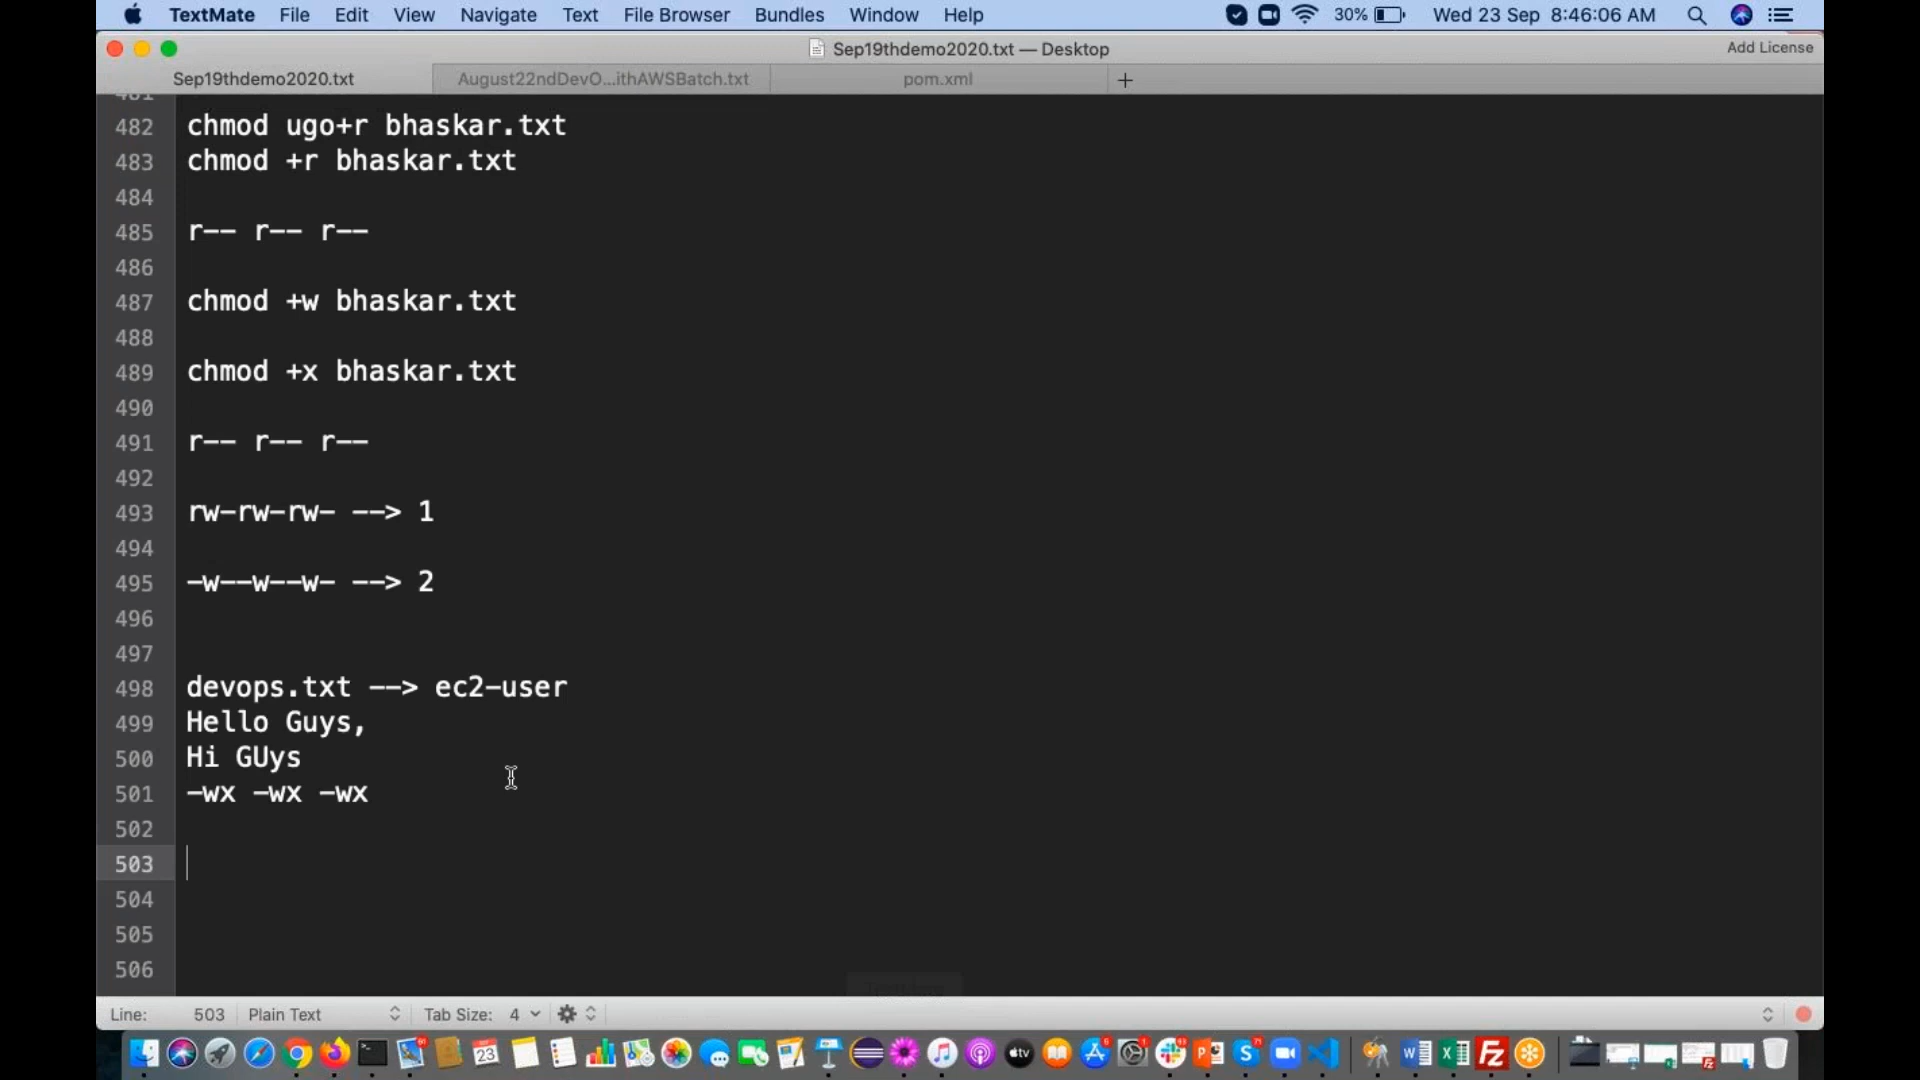 TextMate File Edit View Navigate Text File Browser Bundles Window Help 30% Wed 23 Sep 8:46:06 AM
Sep19thdemo2020.txt — Desktop Add License
Sep19thdemo2020.txt August22ndDevO...ithAWSBatch.txt pom.xml +
481
482 chmod ugo+r bhaskar.txt
483 chmod +r bhaskar.txt
484
485 r-- r-- r--
486
487 chmod +w bhaskar.txt
488
489 chmod +x bhaskar.txt
490
491 r-- r-- r--
492
493 rw-rw-rw- --> 1
494
495 -w--w--w- --> 2
496
497
498 devops.txt --> ec2-user
499 Hello Guys,
500 Hi GUys
501 -wx -wx -wx
502
503
504
505
506
Line: 503 Plain Text Tab Size: 4